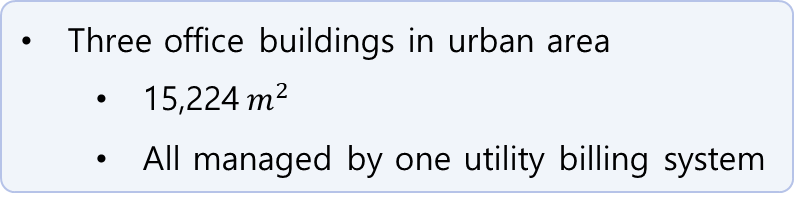 • Three office buildings in urban area
• 15,224 m²
• All managed by one utility billing system